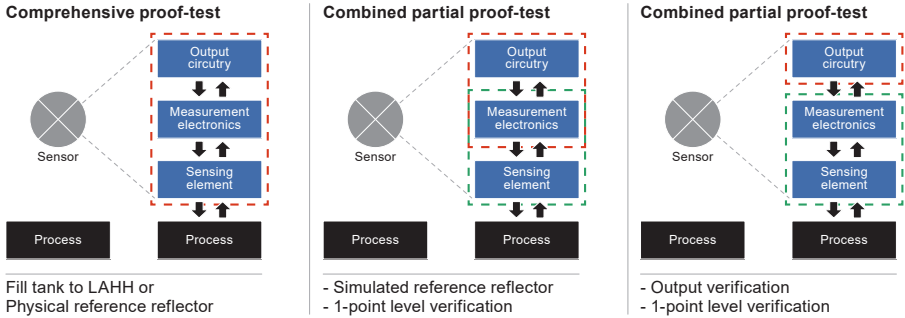 Comprehensive proof-test
Output
circutry
Measurement
electronics
Sensor
Sensing
element
Process
Process
Fill tank to LAHH or
Physical reference reflector
Combined partial proof-test
Output
circutry
Measurement
electronics
Sensor
Sensing
element
Process
Process
- Simulated reference reflector
- 1-point level verification
Combined partial proof-test
Output
circutry
Measurement
electronics
Sensor
Sensing
element
Process
Process
- Output verification
- 1-point level verification